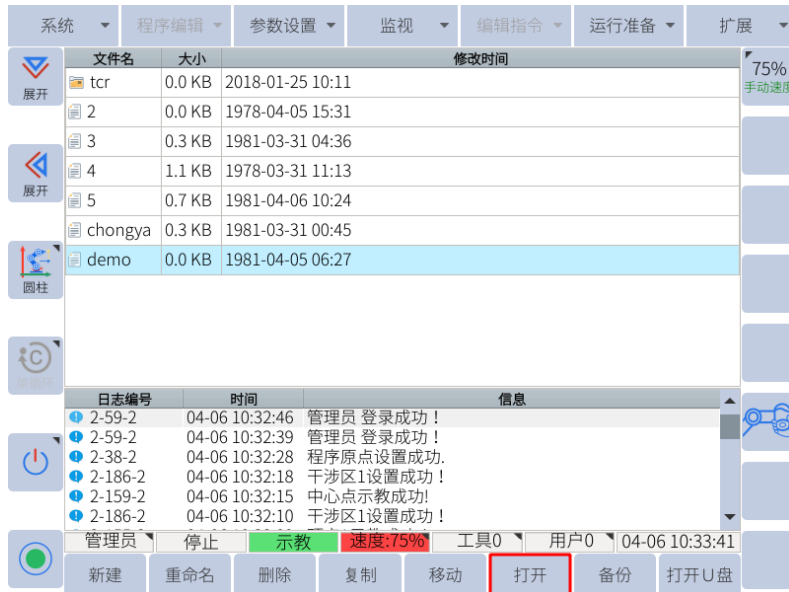 系统 程序编辑 参数设置 监视 编辑指令 运行准备 扩展
展开
展开
圆柱
文件名 大小 修改时间
tcr 0.0 KB 2018-01-25 10:11
2 0.0 KB 1978-04-05 15:31
3 0.3 KB 1981-03-31 04:36
4 1.1 KB 1978-03-31 11:13
5 0.7 KB 1981-04-06 10:24
chongya 0.3 KB 1981-03-31 00:45
demo 0.0 KB 1981-04-05 06:27
75%
手动速度
日志编号 时间 信息
2-59-2 04-06 10:32:46 管理员 登录成功！
2-59-2 04-06 10:32:39 管理员 登录成功！
2-38-2 04-06 10:32:28 程序原点设置成功.
2-186-2 04-06 10:32:18 干涉区1设置成功！
2-159-2 04-06 10:32:15 中心点示教成功!
2-186-2 04-06 10:32:10 干涉区1设置成功！
管理员 停止 示教 速度:75% 工具0 用户0 04-06 10:33:41
新建 重命名 删除 复制 移动 打开 备份 打开U盘